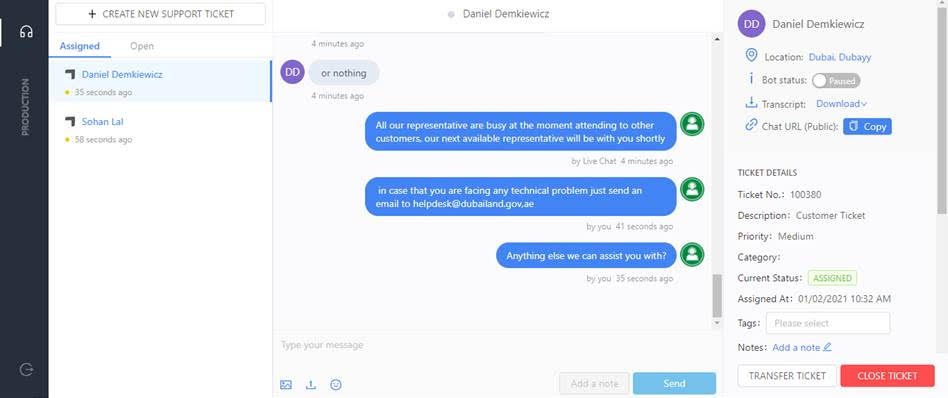 CREATE NEW SUPPORT TICKET
Assigned
Open
Daniel Demkiewicz
35 seconds ago
Sohan Lal
58 seconds ago
PRODUCTION
Daniel Demkiewicz
4 minutes ago
DD
or nothing
4 minutes ago
All our representative are busy at the moment attending to other
customers, our next available representative will be with you shortly
by Live Chat 4 minutes ago
in case that you are facing any technical problem just send an
email to helpdesk@dubailand.gov,ae
by you 41 seconds ago
Anything else we can assist you with?
by you 35 seconds ago
Type your message
Add a note
Send
DD
Daniel Demkiewicz
Location: Dubai, Dubayy
Bot status: Paused
Transcript: Download
Chat URL (Public): Copy
TICKET DETAILS
Ticket No.: 100380
Description: Customer Ticket
Priority: Medium
Category:
Current Status: ASSIGNED
Assigned At: 01/02/2021 10:32 AM
Tags: Please select
Notes: Add a note
TRANSFER TICKET
CLOSE TICKET